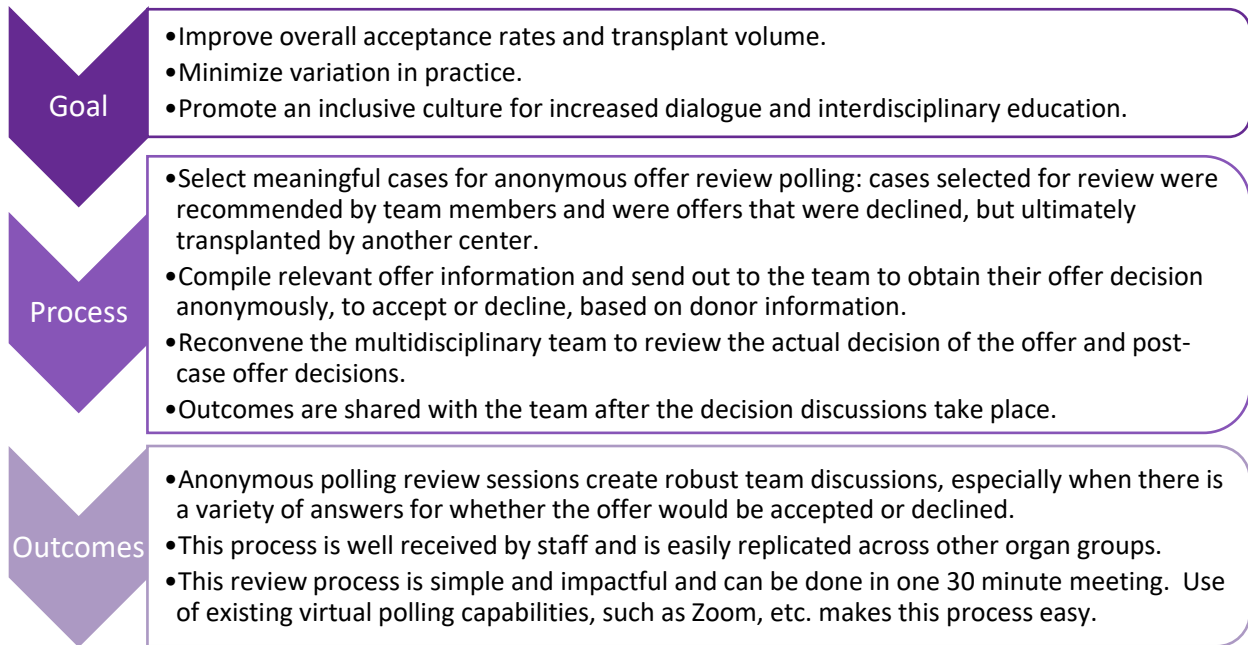 Goal
•Improve overall acceptance rates and transplant volume.
•Minimize variation in practice.
•Promote an inclusive culture for increased dialogue and interdisciplinary education.
Process
•Select meaningful cases for anonymous offer review polling: cases selected for review were
recommended by team members and were offers that were declined, but ultimately
transplanted by another center.
•Compile relevant offer information and send out to the team to obtain their offer decision
anonymously, to accept or decline, based on donor information.
•Reconvene the multidisciplinary team to review the actual decision of the offer and post-
case offer decisions.
•Outcomes are shared with the team after the decision discussions take place.
Outcomes
•Anonymous polling review sessions create robust team discussions, especially when there is
a variety of answers for whether the offer would be accepted or declined.
•This process is well received by staff and is easily replicated across other organ groups.
•This review process is simple and impactful and can be done in one 30 minute meeting.  Use
of existing virtual polling capabilities, such as Zoom, etc. makes this process easy.